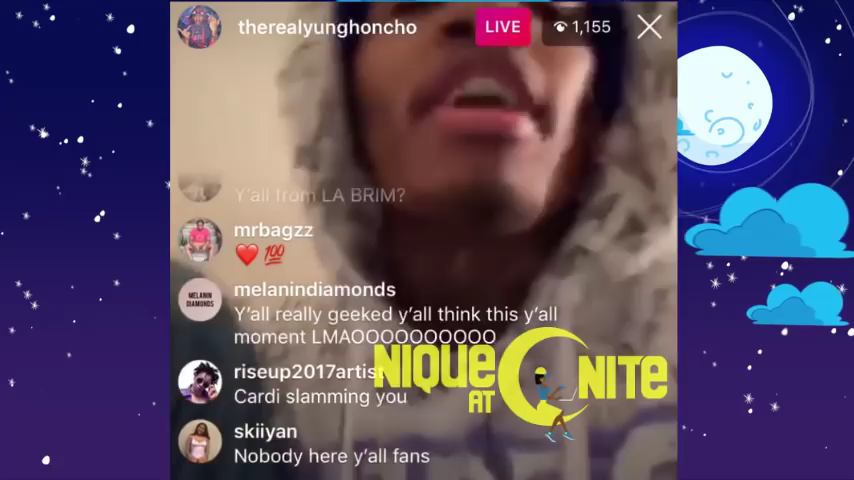 therealyunghoncho
LIVE
1,155
Y'all from LA BRIM?
mrbagzz
❤️ 💯
MELANIN
DIAMONDS
melanindiamonds
Y'all really geeked y'all think this y'all
moment LMAOOOOOOOOOO
riseup2017artist
Cardi slamming you
NIQUE
AT
NITE
skiiyan
Nobody here y'all fans